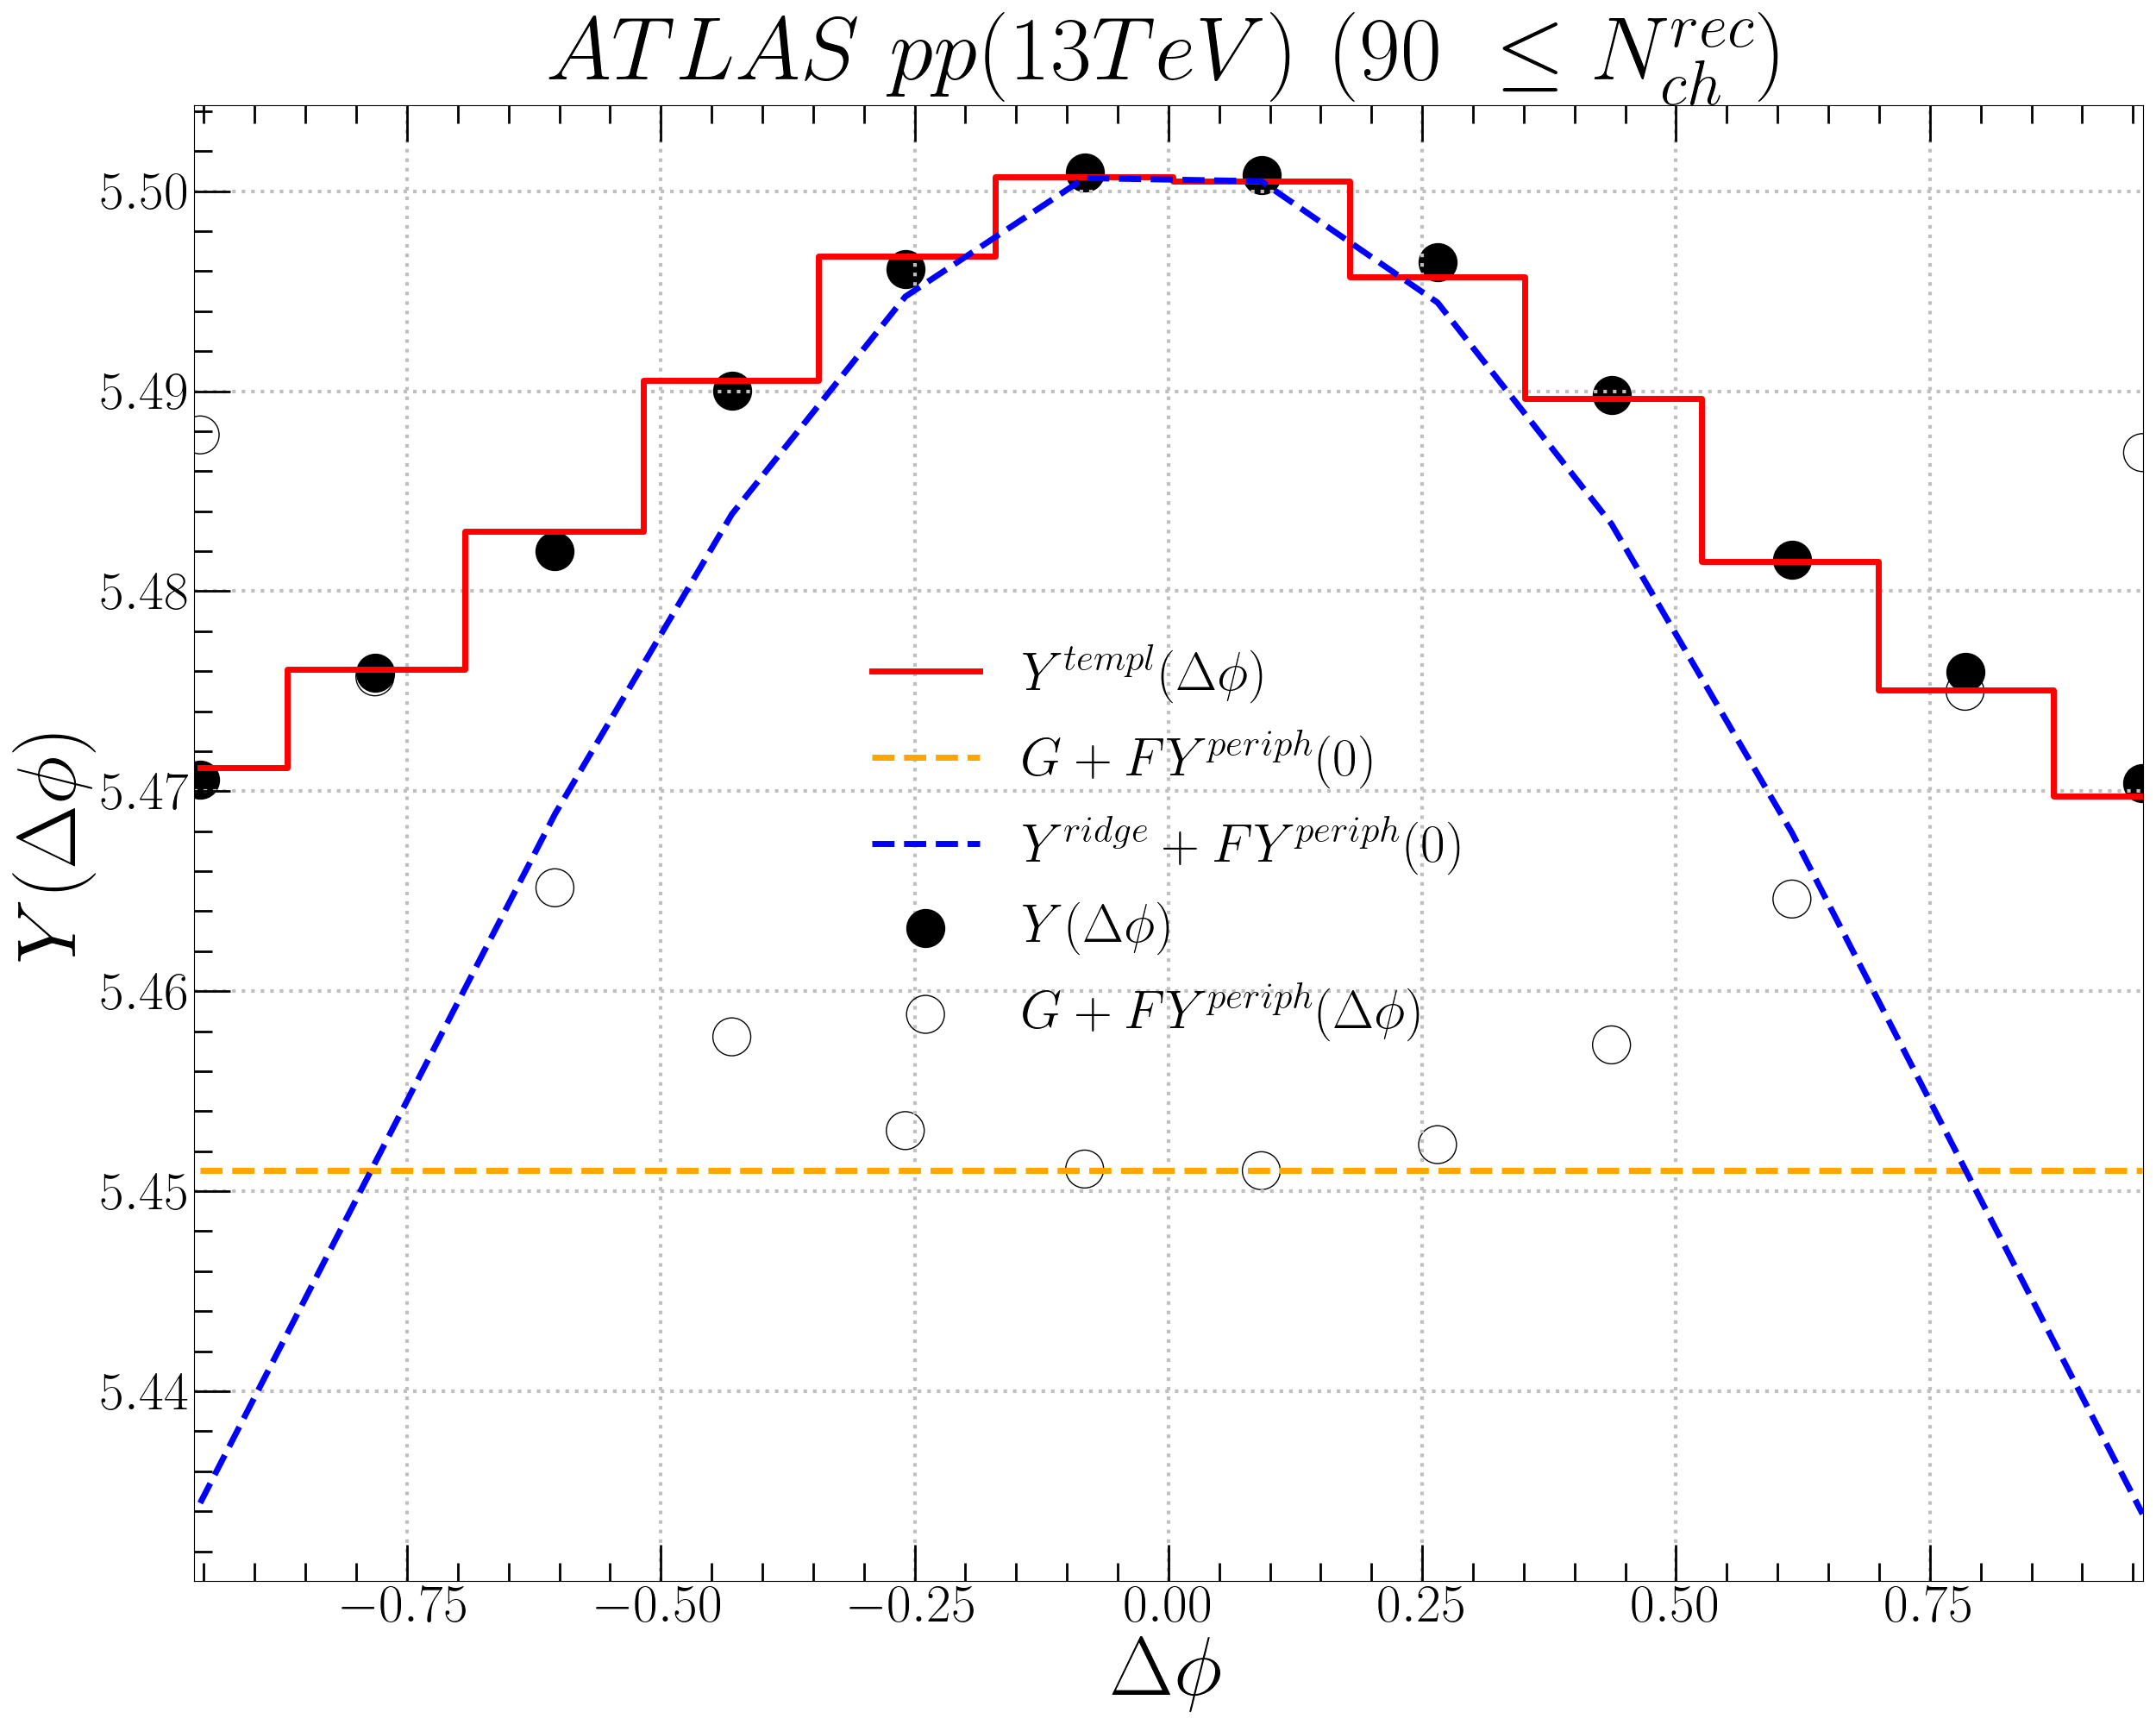 ATLAS pp(13TeV) (90 ≤ N_{ch}^{rec})
Y(Δϕ)
5.50
5.49
5.48
5.47
5.46
5.45
5.44
Y^{templ}(Δϕ)
G + FY^{periph}(0)
Y^{ridge} + FY^{periph}(0)
Y(Δϕ)
G + FY^{periph}(Δϕ)
−0.75 −0.50 −0.25 0.00 0.25 0.50 0.75
Δϕ